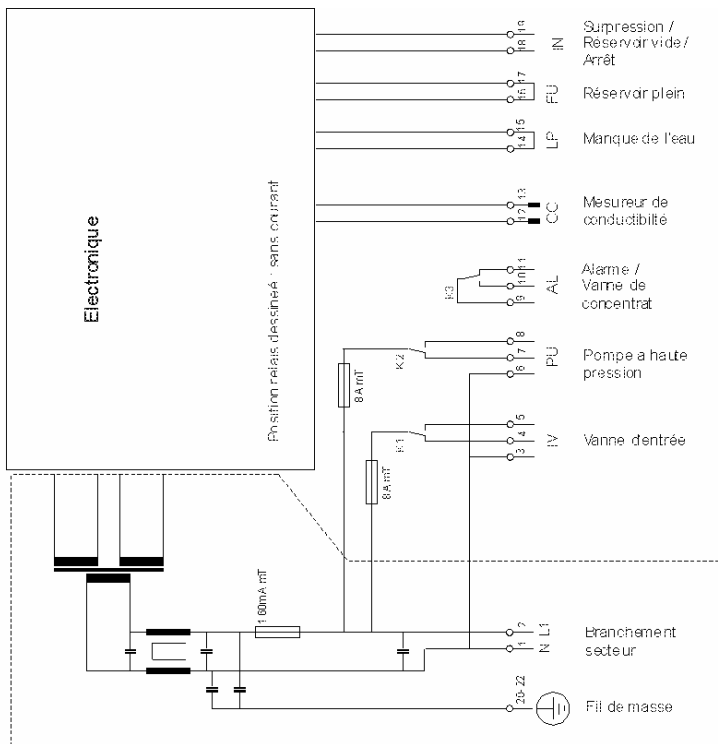 Electronique
Position relais dessineé : sans courant
19
18
IN
Surpression /
Réservoir vide /
Arrêt
17
16
FU
Réservoir plein
15
14
LP
Manque de l'eau
13
12
CC
Mesureur de
conductibilté
11
10
9
K3
AL
Alarme /
Vanne de
concentrat
8
7
6
K2
PU
Pompe a haute
pression
8 A mT
5
4
3
K1
IV
Vanne d'entrée
8 A mT
160mA mT
2
1
L1
N
Branchement
secteur
20-22
Fil de masse